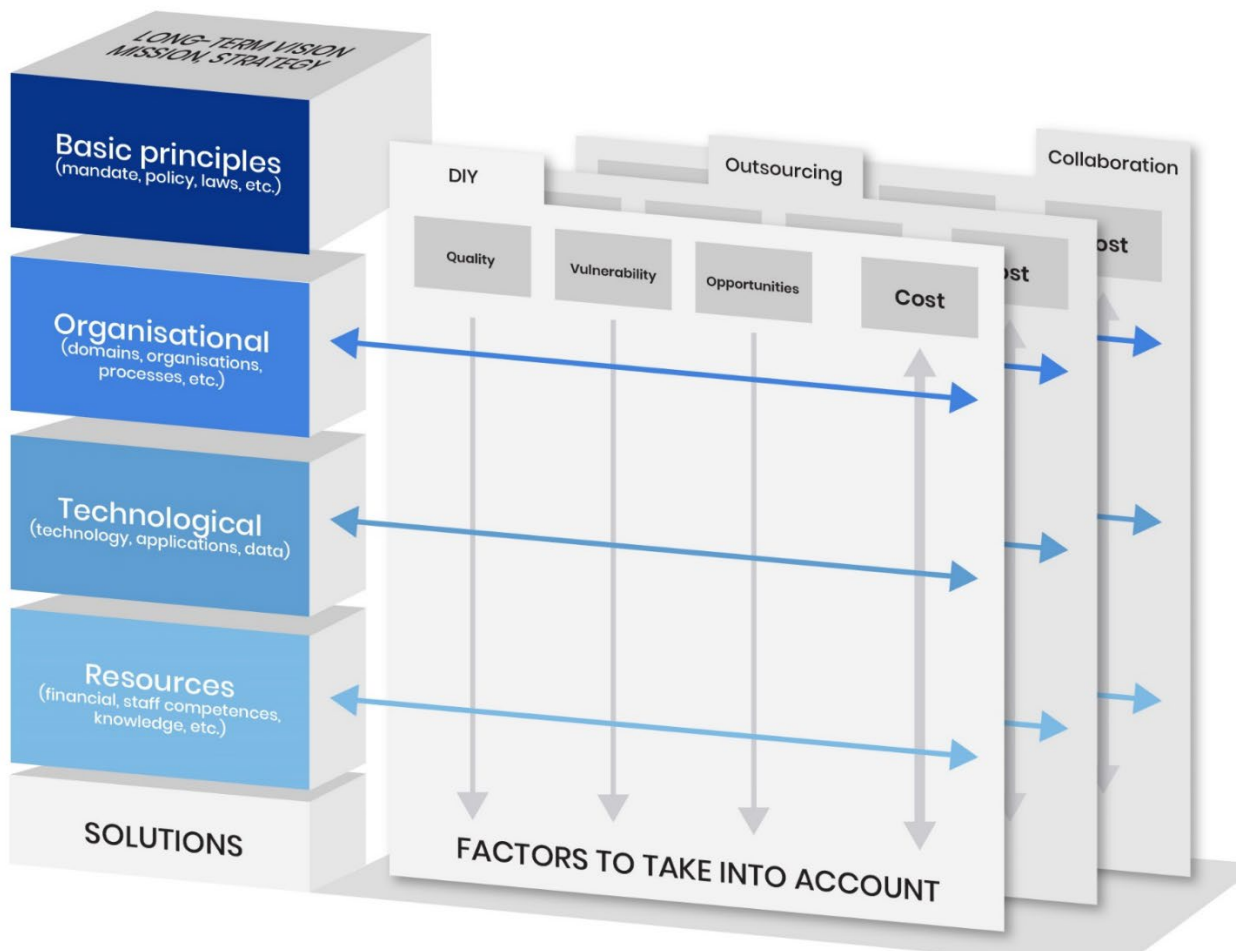 LONG-TERM VISION
MISSION, STRATEGY
Basic principles
(mandate, policy, laws, etc.)
Organisational
(domains, organisations,
processes, etc.)
Technological
(technology, applications, data)
Resources
(financial, staff competences,
knowledge, etc.)
SOLUTIONS
DIY
Quality
Vulnerability
Opportunities
Cost
FACTORS TO TAKE INTO ACCOUNT
Outsourcing
ost
Collaboration
ost